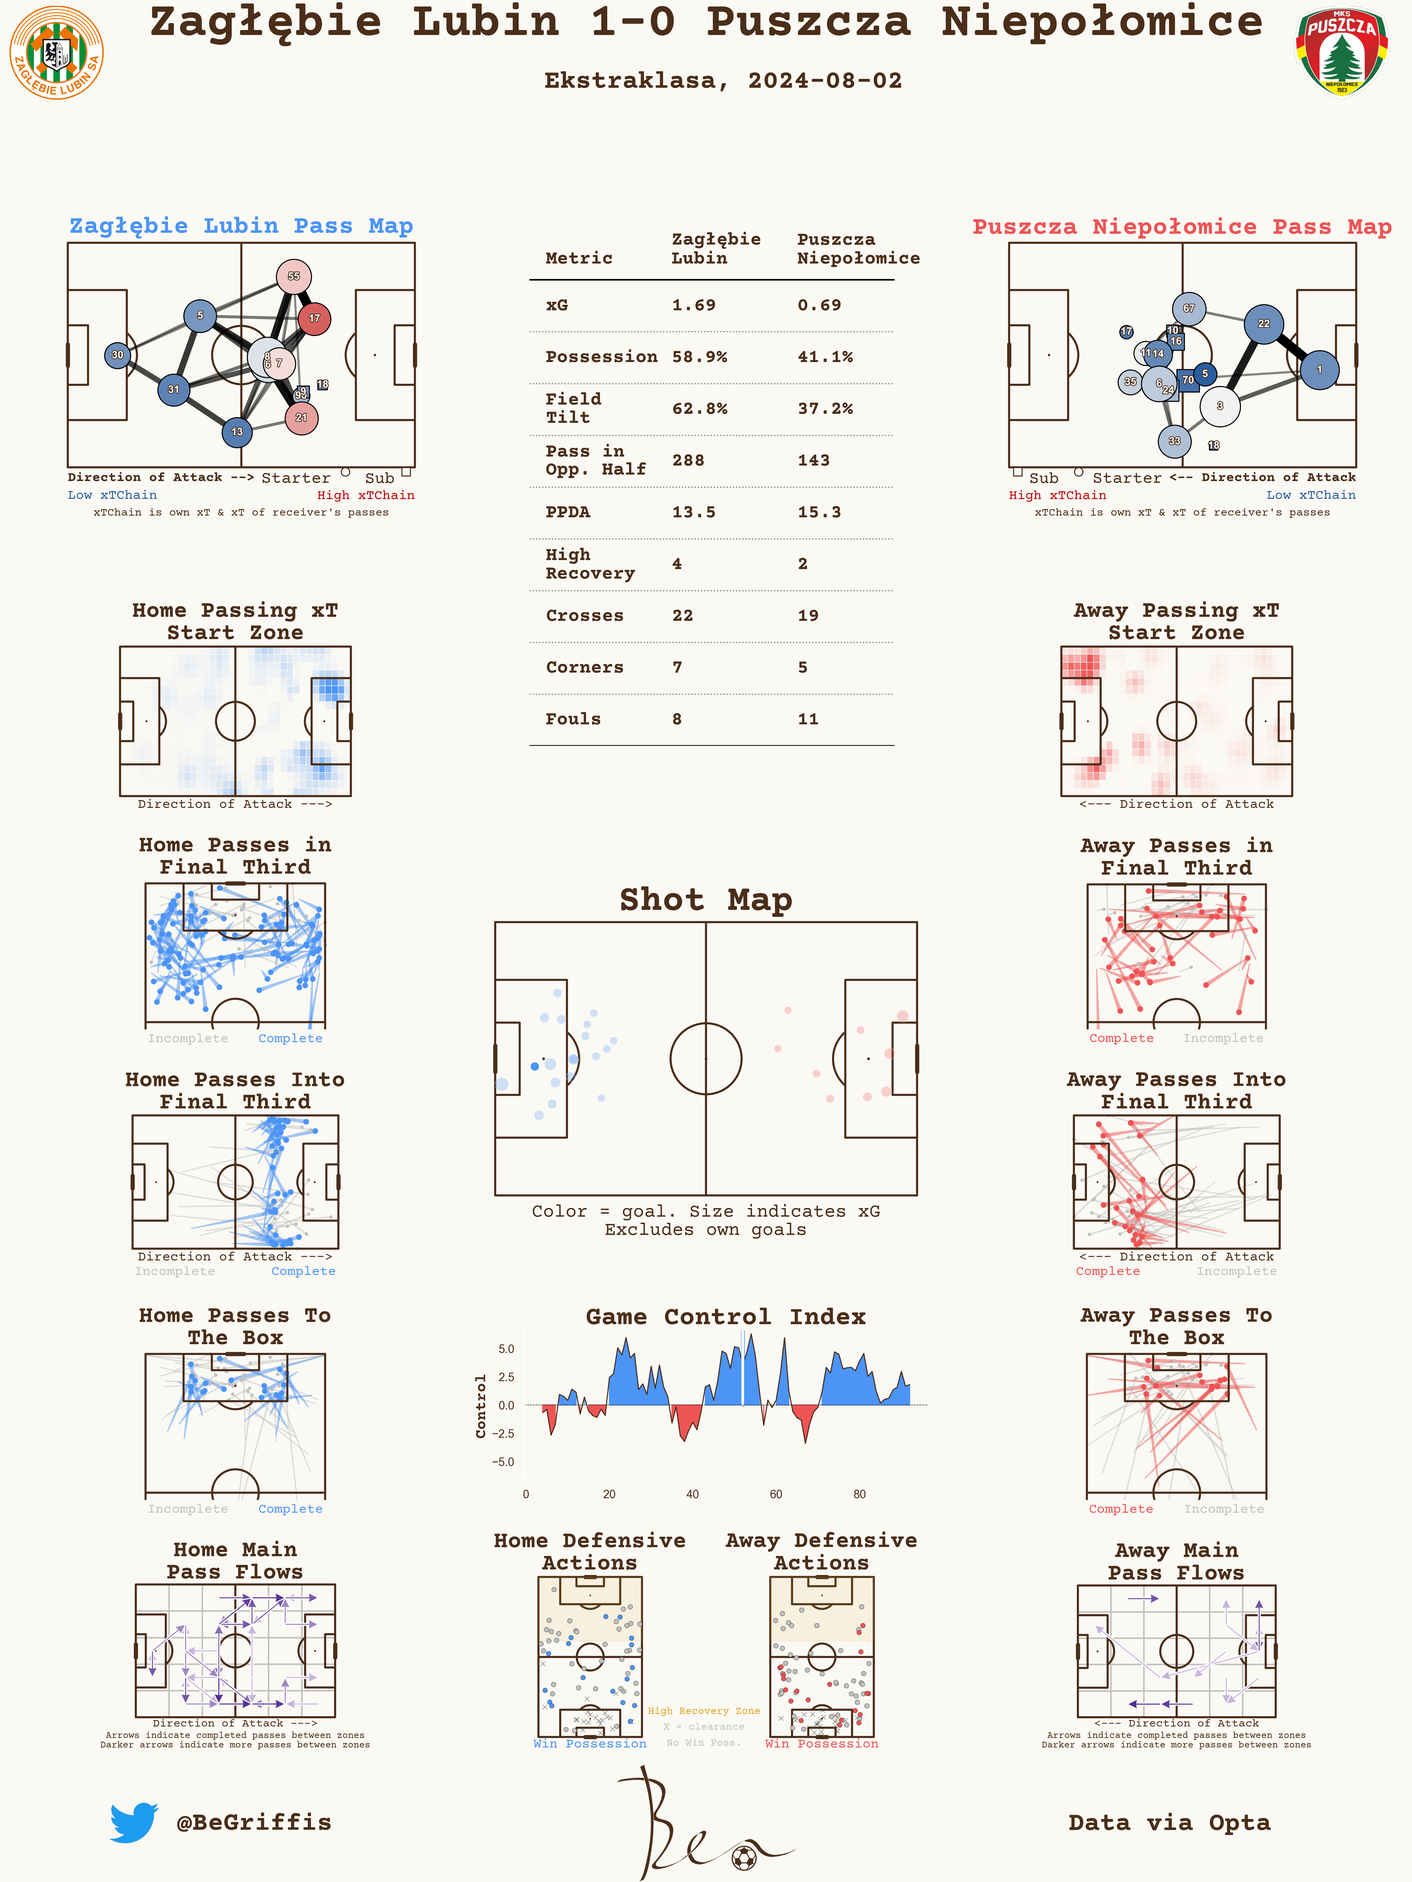 Zagłębie Lubin 1-0 Puszcza Niepołomice
Ekstraklasa, 2024-08-02
ZAGŁĘBIE LUBIN SA
MKS
PUSZCZA
NIEPOŁOMICE
1923
Zagłębie Lubin Pass Map
55
5
17
30
8
6
7
31
18
9
21
13
Direction of Attack --> Starter Sub
Low xTChain High xTChain
xTChain is own xT & xT of receiver's passes
Metric Zagłębie Lubin Puszcza Niepołomice
xG 1.69 0.69
Possession 58.9% 41.1%
Field Tilt 62.8% 37.2%
Pass in Opp. Half 288 143
PPDA 13.5 15.3
High Recovery 4 2
Crosses 22 19
Corners 7 5
Fouls 8 11
Puszcza Niepołomice Pass Map
67
17
10
22
16
11
14
1
5
70
35
6
24
3
33
18
Sub Starter <-- Direction of Attack
High xTChain Low xTChain
xTChain is own xT & xT of receiver's passes
Home Passing xT
Start Zone
Direction of Attack --->
Away Passing xT
Start Zone
<--- Direction of Attack
Home Passes in
Final Third
Incomplete Complete
Away Passes in
Final Third
Complete Incomplete
Shot Map
Color = goal. Size indicates xG
Excludes own goals
Home Passes Into
Final Third
Direction of Attack --->
Incomplete Complete
Away Passes Into
Final Third
<--- Direction of Attack
Complete Incomplete
Home Passes To
The Box
Incomplete Complete
Game Control Index
Control
5.0
2.5
0.0
−2.5
−5.0
0 20 40 60 80
Away Passes To
The Box
Complete Incomplete
Home Main
Pass Flows
Direction of Attack --->
Arrows indicate completed passes between zones
Darker arrows indicate more passes between zones
Home Defensive
Actions
Win Possession
Away Defensive
Actions
Win Possession
High Recovery Zone
X = clearance
No Win Poss.
Away Main
Pass Flows
<--- Direction of Attack
Arrows indicate completed passes between zones
Darker arrows indicate more passes between zones
@BeGriffis
Ben
Data via Opta